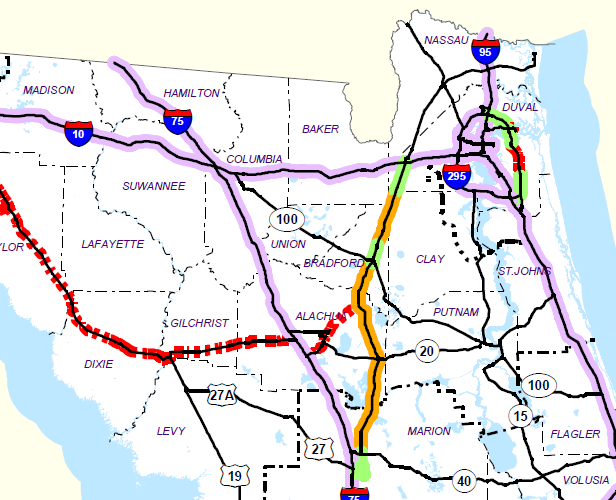 NASSAU
95
MADISON
HAMILTON
DUVAL
75
10
BAKER
COLUMBIA
295
SUWANNEE
100
UNION
LAFAYETTE
BRADFORD
CLAY
ST.JOHNS
YLOR
ALACHUA
PUTNAM
GILCHRIST
20
DIXIE
27A
100
15
LEVY
MARION
FLAGLER
27
19
40
VOLUSIA
75